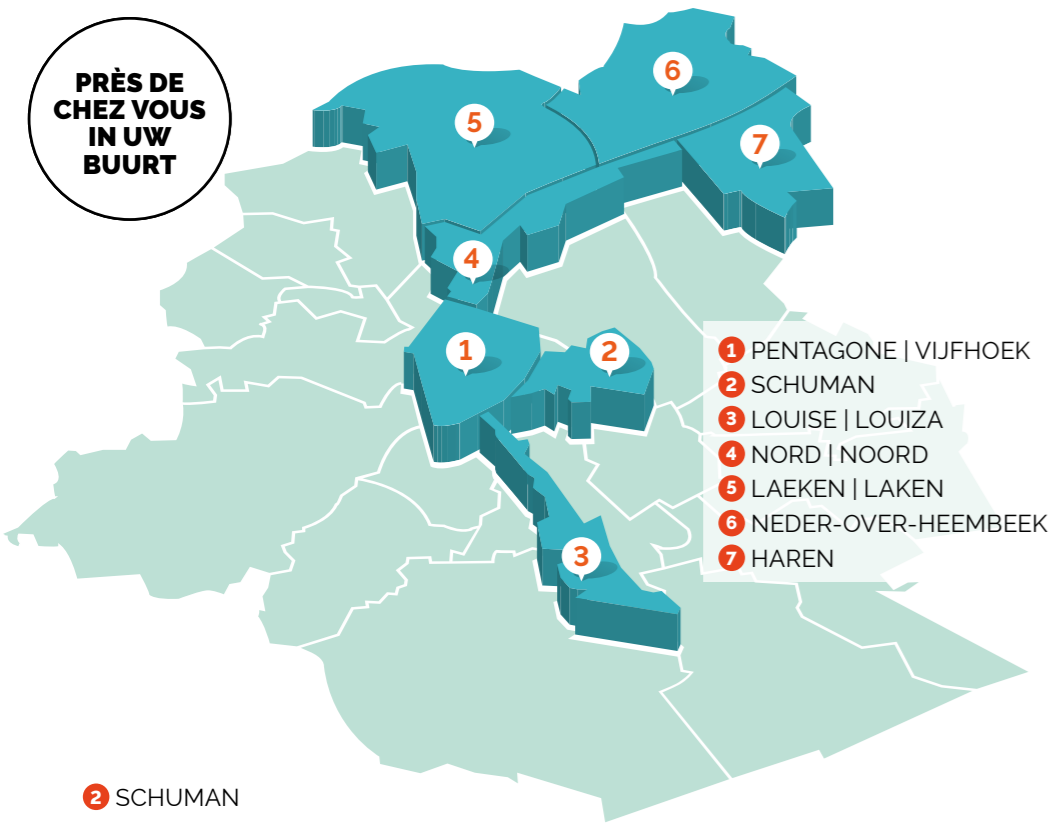 PRÈS DE
CHEZ VOUS
IN UW
BUURT
6
5
7
4
1
2
3
1 PENTAGONE | VIJFHOEK
2 SCHUMAN
3 LOUISE | LOUIZA
4 NORD | NOORD
5 LAEKEN | LAKEN
6 NEDER-OVER-HEEMBEEK
7 HAREN
2 SCHUMAN